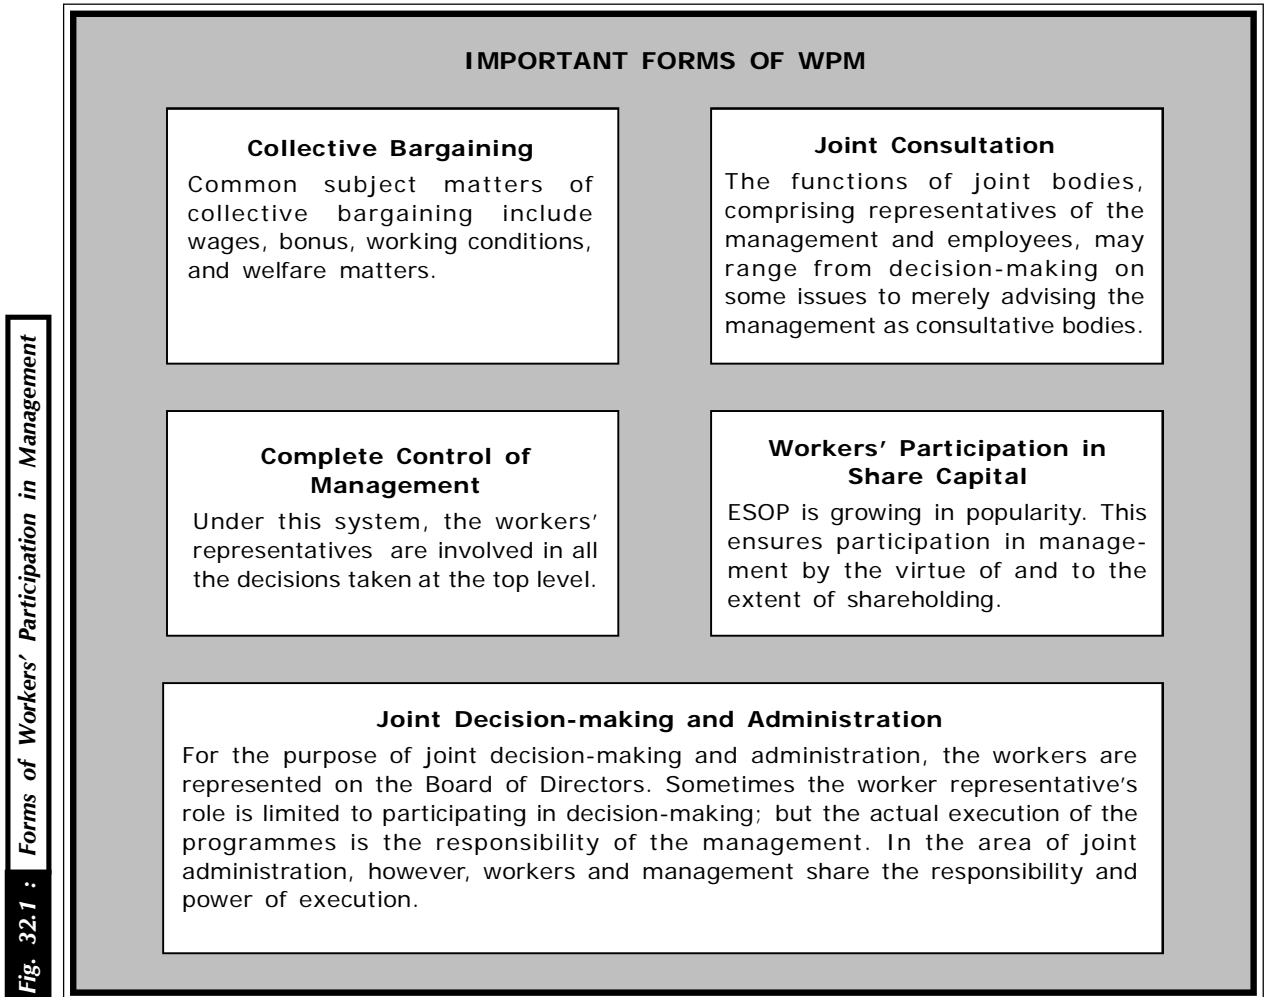 IMPORTANT FORMS OF WPM
Collective Bargaining
Common subject matters of
collective bargaining include
wages, bonus, working conditions,
and welfare matters.
Joint Consultation
The functions of joint bodies,
comprising representatives of the
management and employees, may
range from decision-making on
some issues to merely advising the
management as consultative bodies.
Complete Control of
Management
Under this system, the workers’
representatives are involved in all
the decisions taken at the top level.
Workers’ Participation in
Share Capital
ESOP is growing in popularity. This
ensures participation in manage-
ment by the virtue of and to the
extent of shareholding.
Joint Decision-making and Administration
For the purpose of joint decision-making and administration, the workers are
represented on the Board of Directors. Sometimes the worker representative’s
role is limited to participating in decision-making; but the actual execution of the
programmes is the responsibility of the management. In the area of joint
administration, however, workers and management share the responsibility and
power of execution.
Fig. 32.1 : Forms of Workers’ Participation in Management